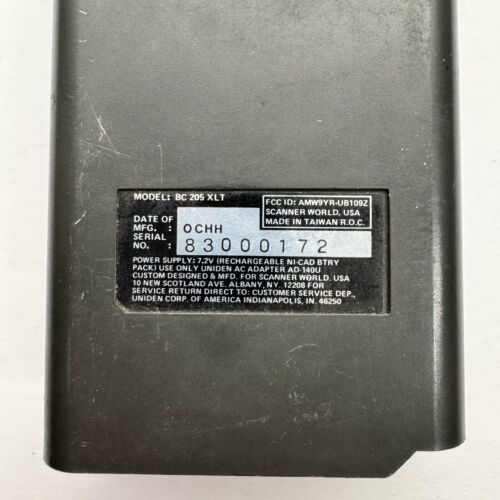 MODEL: BC 205 XLT
FCC ID: AMW9YR-UB109Z
SCANNER WORLD, USA
MADE IN TAIWAN R.O.C.
DATE OF
MFG. : OCHH
SERIAL
NO. : 83000172
POWER SUPPLY: 7.2V (RECHARGEABLE NI-CAD BTRY
PACK) USE ONLY UNIDEN AC ADAPTER AD-140U
CUSTOM DESIGNED & MFD. FOR SCANNER WORLD. USA
10 NEW SCOTLAND AVE. ALBANY, NY. 12208 FOR
SERVICE RETURN DIRECT TO: CUSTOMER SERVICE DEP.,
UNIDEN CORP. OF AMERICA INDIANAPOLIS, IN. 46250